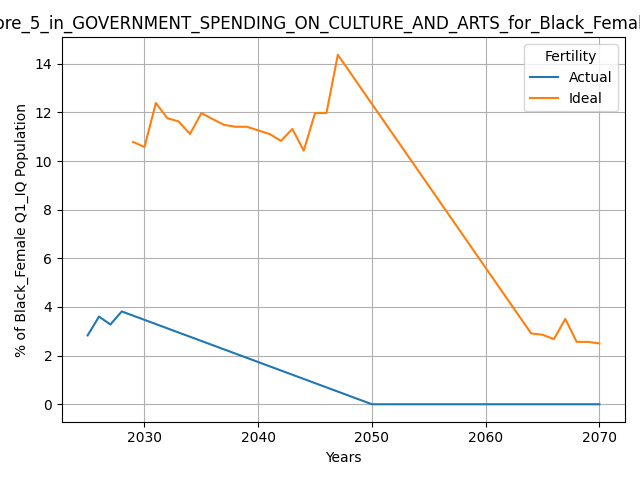 ore_5_in_GOVERNMENT_SPENDING_ON_CULTURE_AND_ARTS_for_Black_Femal
Fertility
Actual
Ideal
% of Black_Female Q1_IQ Population
14
12
10
8
6
4
2
0
2030 2040 2050 2060 2070
Years